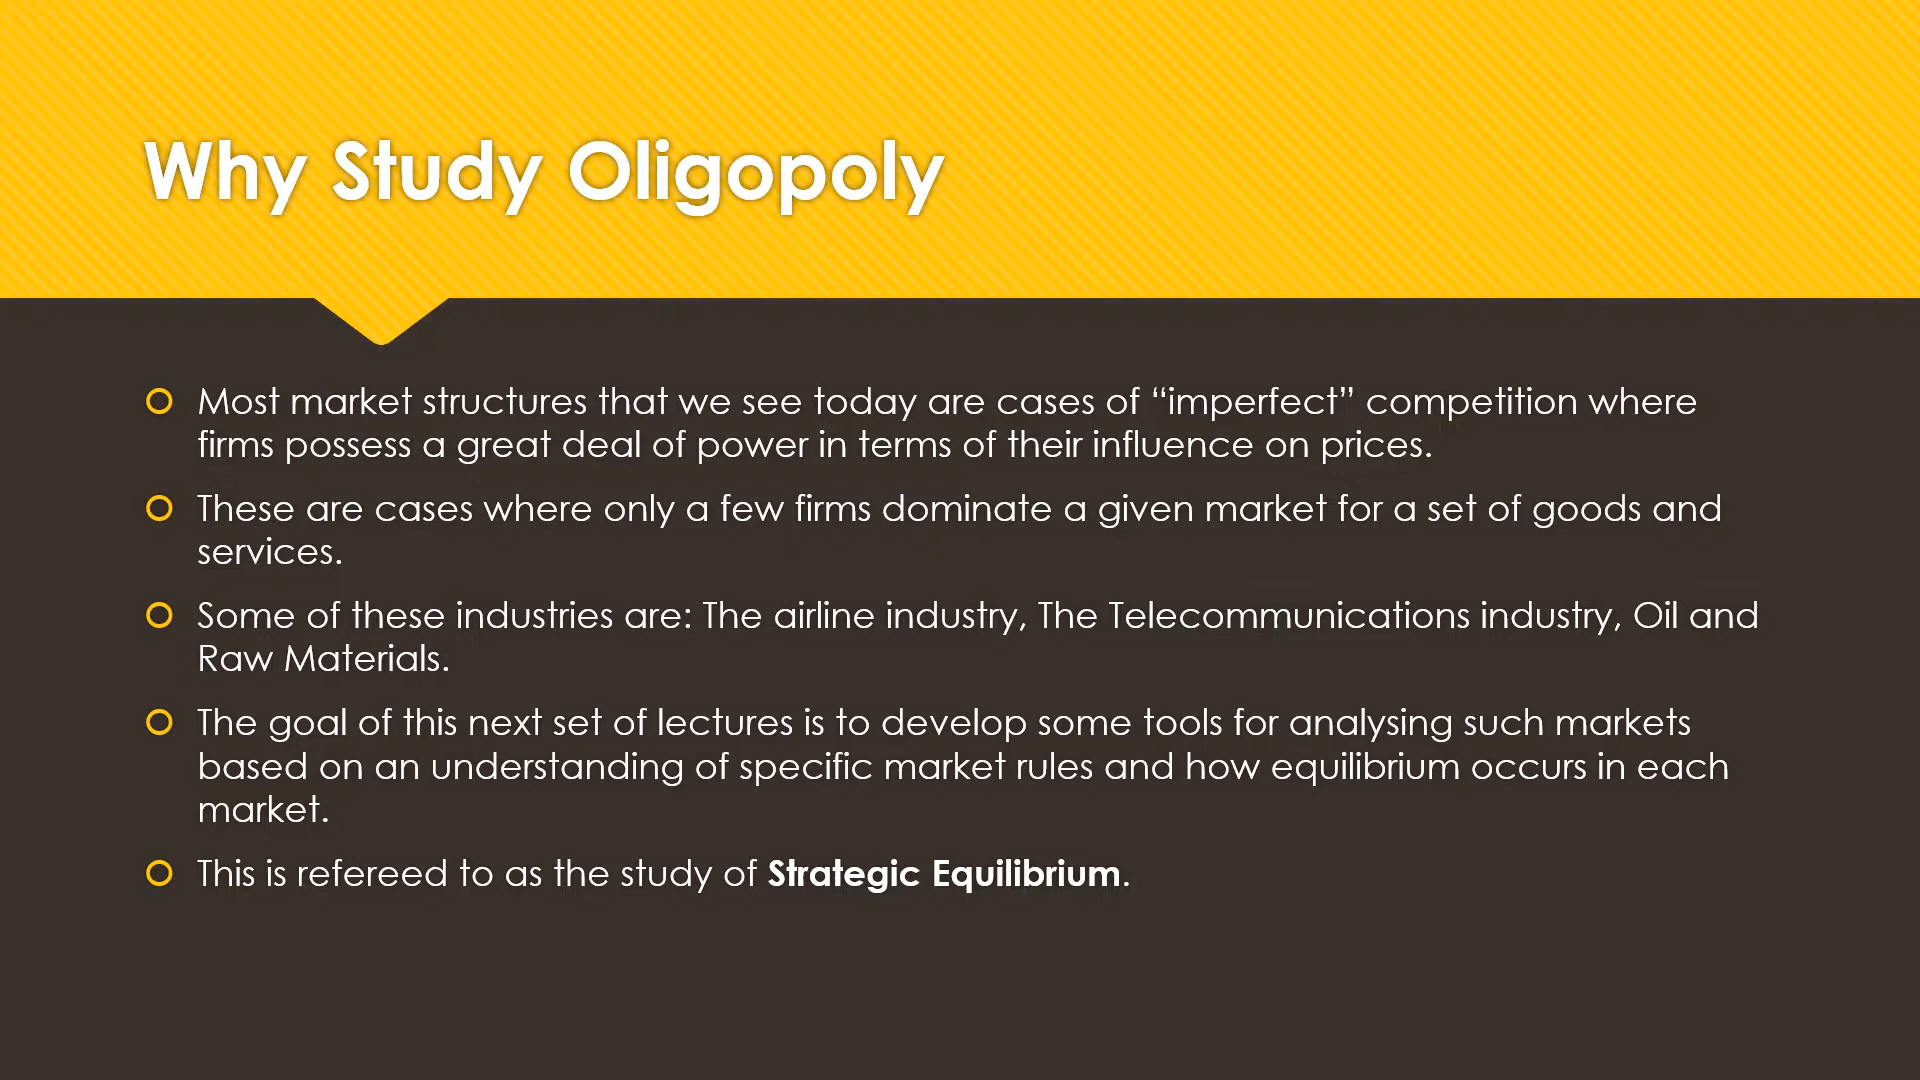 Why Study Oligopoly
Most market structures that we see today are cases of “imperfect” competition where
firms possess a great deal of power in terms of their influence on prices.
These are cases where only a few firms dominate a given market for a set of goods and
services.
Some of these industries are: The airline industry, The Telecommunications industry, Oil and
Raw Materials.
The goal of this next set of lectures is to develop some tools for analysing such markets
based on an understanding of specific market rules and how equilibrium occurs in each
market.
This is refereed to as the study of Strategic Equilibrium.